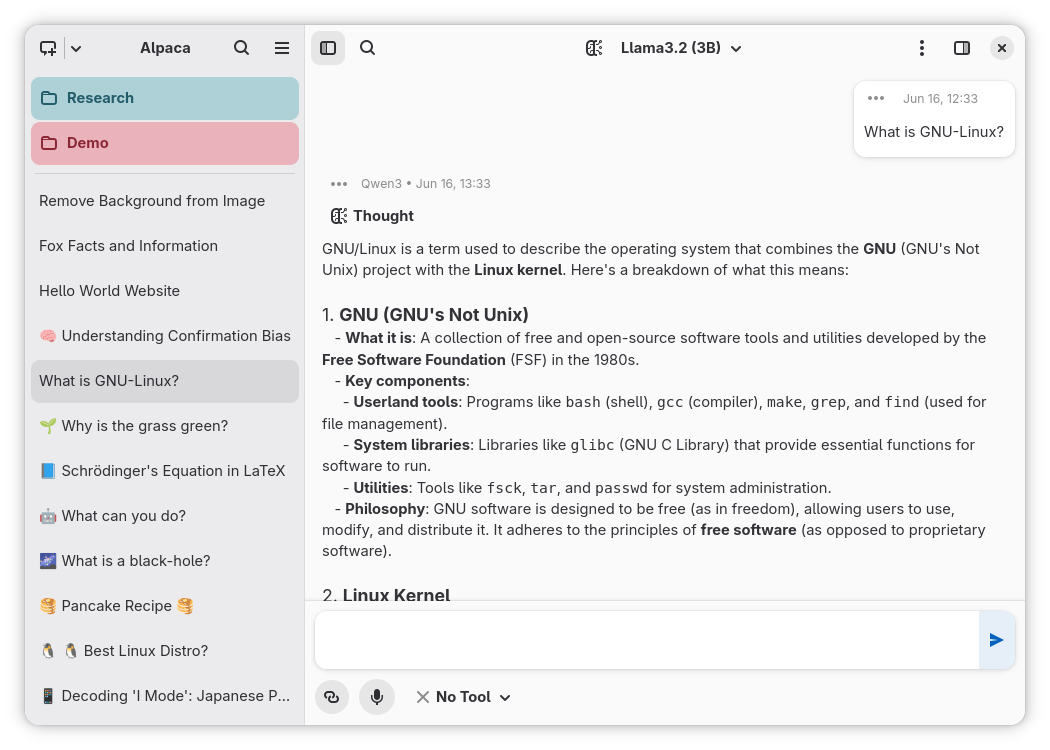 Alpaca
Research
Demo
Remove Background from Image
Fox Facts and Information
Hello World Website
🧠 Understanding Confirmation Bias
What is GNU-Linux?
🌱 Why is the grass green?
📘 Schrödinger's Equation in LaTeX
🤖 What can you do?
🌌 What is a black-hole?
🥞 Pancake Recipe 🥞
🐧 🐧 Best Linux Distro?
📱 Decoding 'I Mode': Japanese P...
Llama3.2 (3B)
Jun 16, 12:33
What is GNU-Linux?
Qwen3 • Jun 16, 13:33
Thought
GNU/Linux is a term used to describe the operating system that combines the GNU (GNU's Not
Unix) project with the Linux kernel. Here's a breakdown of what this means:
1. GNU (GNU's Not Unix)
- What it is: A collection of free and open-source software tools and utilities developed by the
Free Software Foundation (FSF) in the 1980s.
- Key components:
- Userland tools: Programs like bash (shell), gcc (compiler), make, grep, and find (used for
file management).
- System libraries: Libraries like glibc (GNU C Library) that provide essential functions for
software to run.
- Utilities: Tools like fsck, tar, and passwd for system administration.
- Philosophy: GNU software is designed to be free (as in freedom), allowing users to use,
modify, and distribute it. It adheres to the principles of free software (as opposed to proprietary
software).
2. Linux Kernel
No Tool